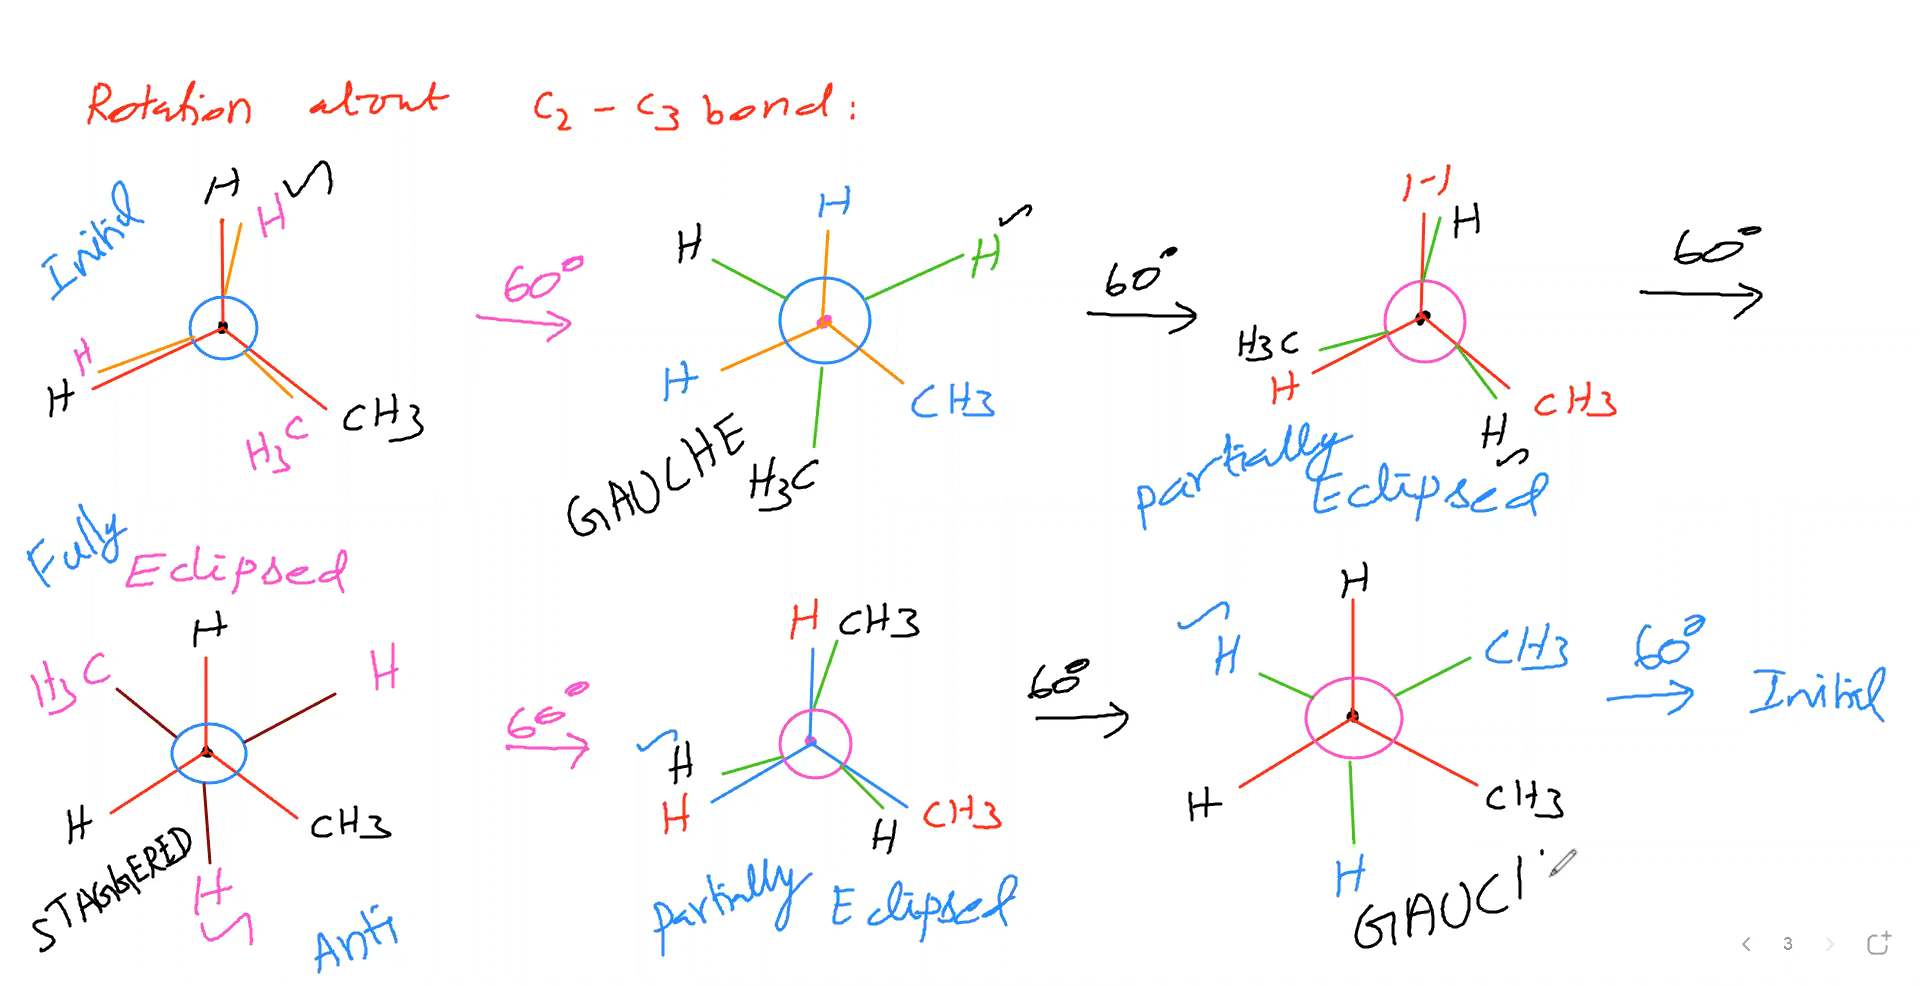 Rotation about C2 - C3 bond:
Initial
H
H
H
H
H3C
CH3
Fully Eclipsed
60°
H
H
H
H
CH3
H3C
GAUCHE
60°
H
H
H3C
H
H
CH3
partially Eclipsed
60°
H
H3C
H
H
CH3
H
STAGGERED
Anti
60°
H CH3
H
H
H
CH3
partially Eclipsed
60°
H
H
CH3
H
CH3
H
GAUCI
60°
Initial
3